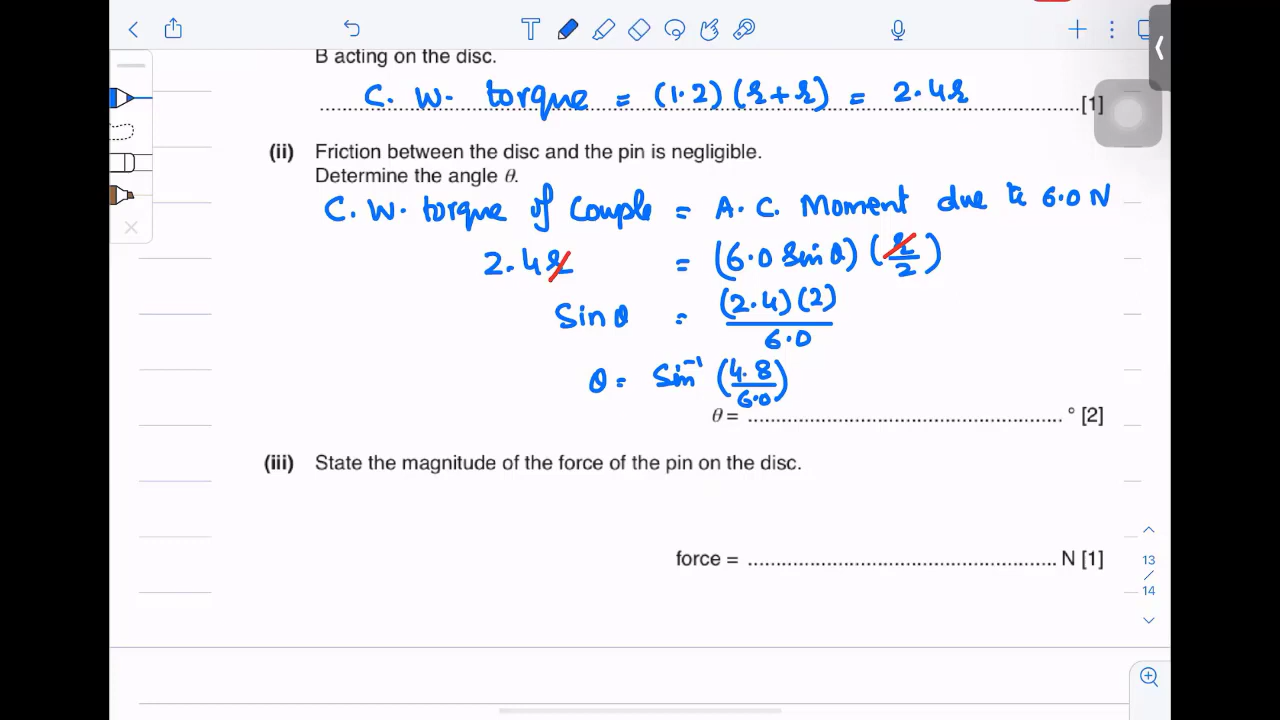 B acting on the disc.
C. W. torque = (1.2) (r+r) = 2.4r [1]
(ii) Friction between the disc and the pin is negligible.
Determine the angle θ.
C. W. torque of Couple = A. C. Moment due to 6.0 N
2.4r = (6.0 sin θ) (r/2)
Sin θ = (2.4)(2)/6.0
θ = Sin⁻¹ (4.8/6.0)
θ = ........................................................ ° [2]
(iii) State the magnitude of the force of the pin on the disc.
force = ...................................................... N [1]
13
/
14